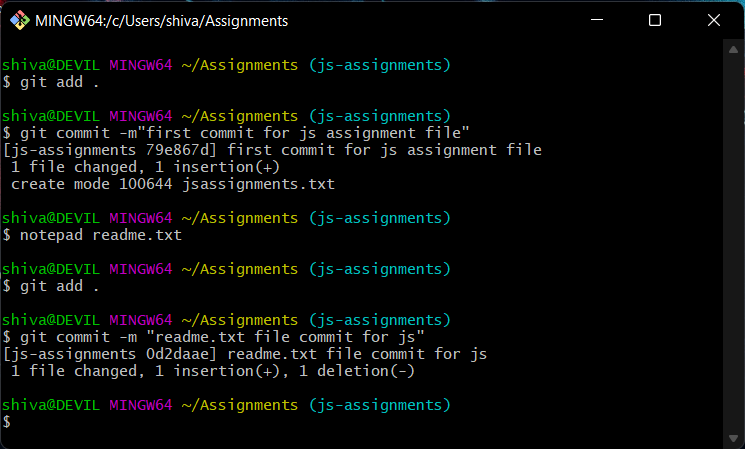 MINGW64:/c/Users/shiva/Assignments
shiva@DEVIL MINGW64 ~/Assignments (js-assignments)
$ git add .
shiva@DEVIL MINGW64 ~/Assignments (js-assignments)
$ git commit -m"first commit for js assignment file"
[js-assignments 79e867d] first commit for js assignment file
 1 file changed, 1 insertion(+)
 create mode 100644 jsassignments.txt
shiva@DEVIL MINGW64 ~/Assignments (js-assignments)
$ notepad readme.txt
shiva@DEVIL MINGW64 ~/Assignments (js-assignments)
$ git add .
shiva@DEVIL MINGW64 ~/Assignments (js-assignments)
$ git commit -m "readme.txt file commit for js"
[js-assignments 0d2daae] readme.txt file commit for js
 1 file changed, 1 insertion(+), 1 deletion(-)
shiva@DEVIL MINGW64 ~/Assignments (js-assignments)
$